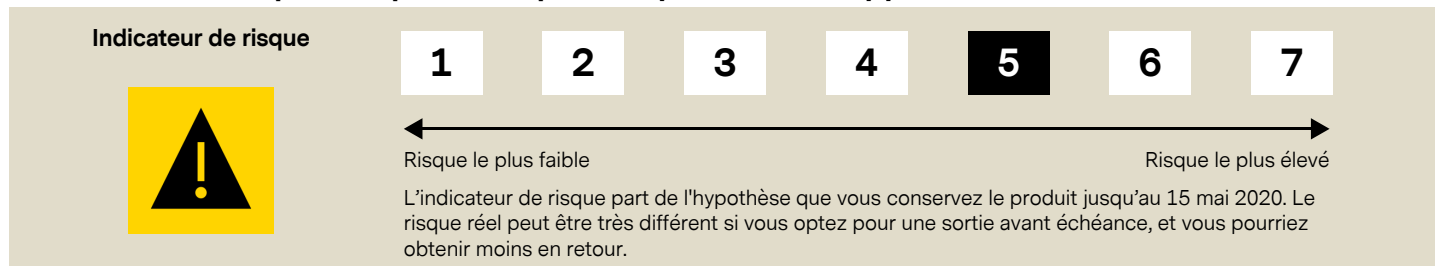 Indicateur de risque
1 2 3 4 5 6 7
Risque le plus faible Risque le plus élevé
L’indicateur de risque part de l'hypothèse que vous conservez le produit jusqu’au 15 mai 2020. Le
risque réel peut être très différent si vous optez pour une sortie avant échéance, et vous pourriez
obtenir moins en retour.